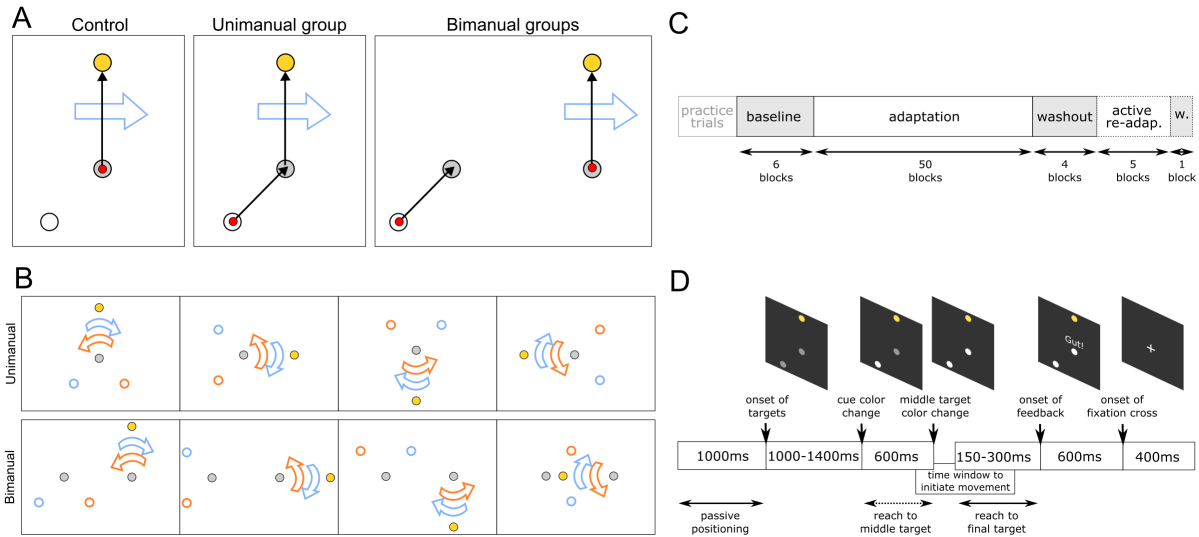 A
Control
Unimanual group
Bimanual groups
B
Unimanual
Bimanual
C
practice
trials
baseline
adaptation
washout
active
re-adap.
w.
6
blocks
50
blocks
4
blocks
5
blocks
1
block
D
Gut!
onset of
targets
cue color
change
middle target
color change
onset of
feedback
onset of
fixation cross
1000ms
1000-1400ms
600ms
150-300ms
600ms
400ms
time window to
initiate movement
passive
positioning
reach to
middle target
reach to
final target